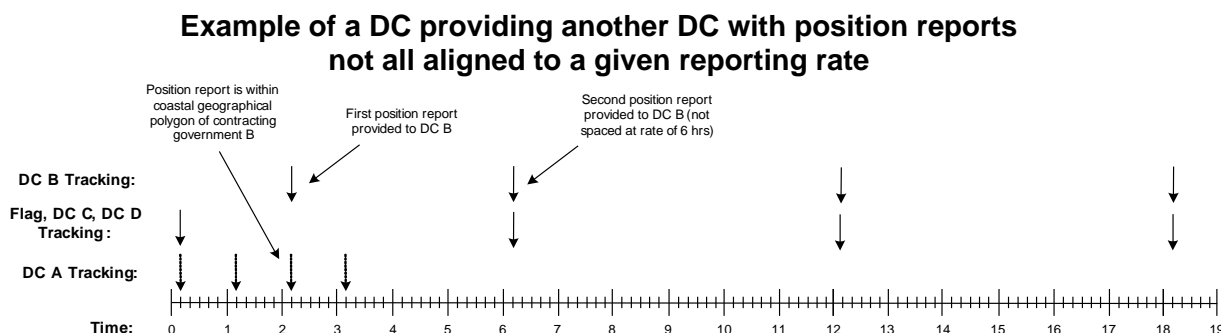 Example of a DC providing another DC with position reports
not all aligned to a given reporting rate
Position report is within
coastal geographical
polygon of contracting
government B
First position report
provided to DC B
Second position report
provided to DC B (not
spaced at rate of 6 hrs)
DC B Tracking:
Flag, DC C, DC D
Tracking :
DC A Tracking:
Time: 0 1 2 3 4 5 6 7 8 9 10 11 12 13 14 15 16 17 18 19